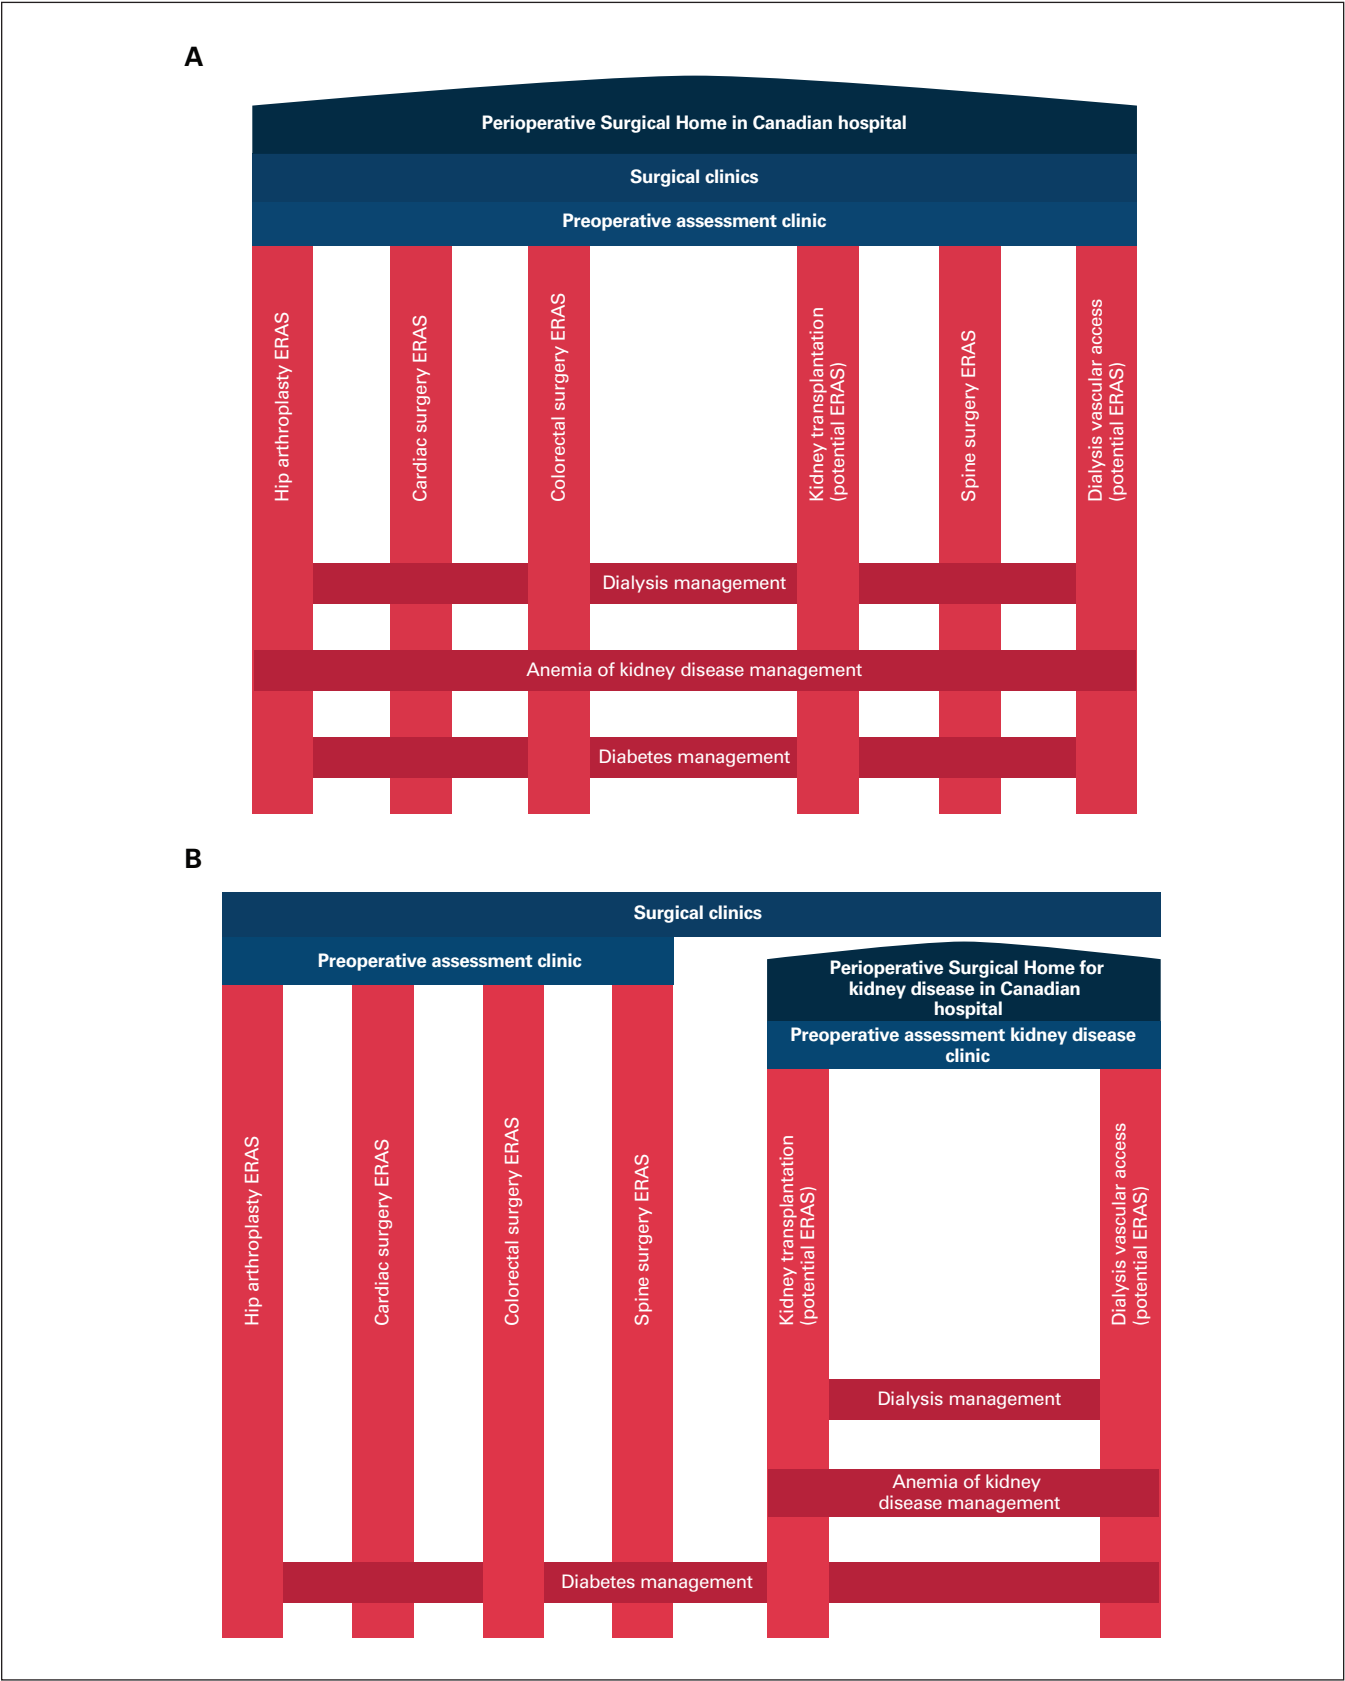 A
Perioperative Surgical Home in Canadian hospital
Surgical clinics
Preoperative assessment clinic
Hip arthroplasty ERAS
Cardiac surgery ERAS
Colorectal surgery ERAS
Kidney transplantation
(potential ERAS)
Spine surgery ERAS
Dialysis vascular access
(potential ERAS)
Dialysis management
Anemia of kidney disease management
Diabetes management
B
Surgical clinics
Preoperative assessment clinic
Perioperative Surgical Home for
kidney disease in Canadian
hospital
Preoperative assessment kidney disease
clinic
Hip arthroplasty ERAS
Cardiac surgery ERAS
Colorectal surgery ERAS
Spine surgery ERAS
Kidney transplantation
(potential ERAS)
Dialysis vascular access
(potential ERAS)
Dialysis management
Anemia of kidney
disease management
Diabetes management